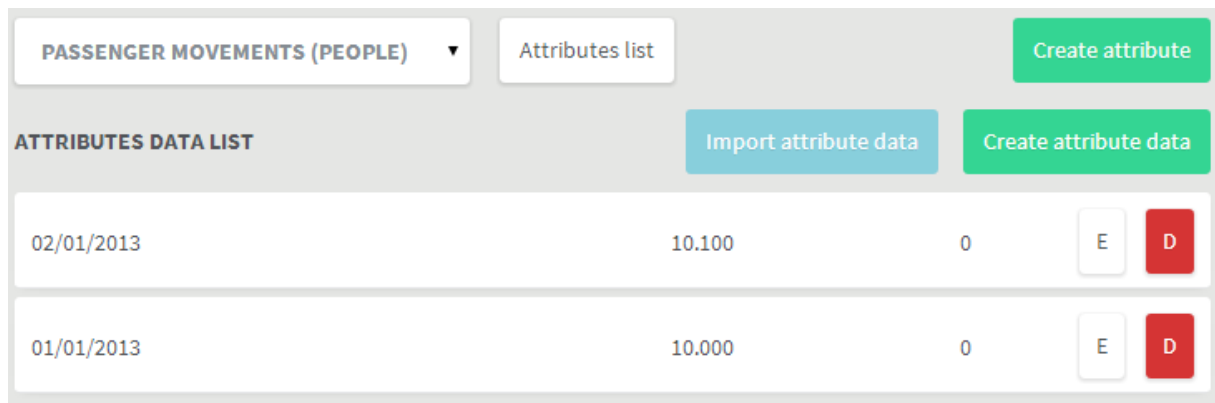 PASSENGER MOVEMENTS (PEOPLE) Attributes list Create attribute
ATTRIBUTES DATA LIST Import attribute data Create attribute data
02/01/2013 10.100 0 E D
01/01/2013 10.000 0 E D